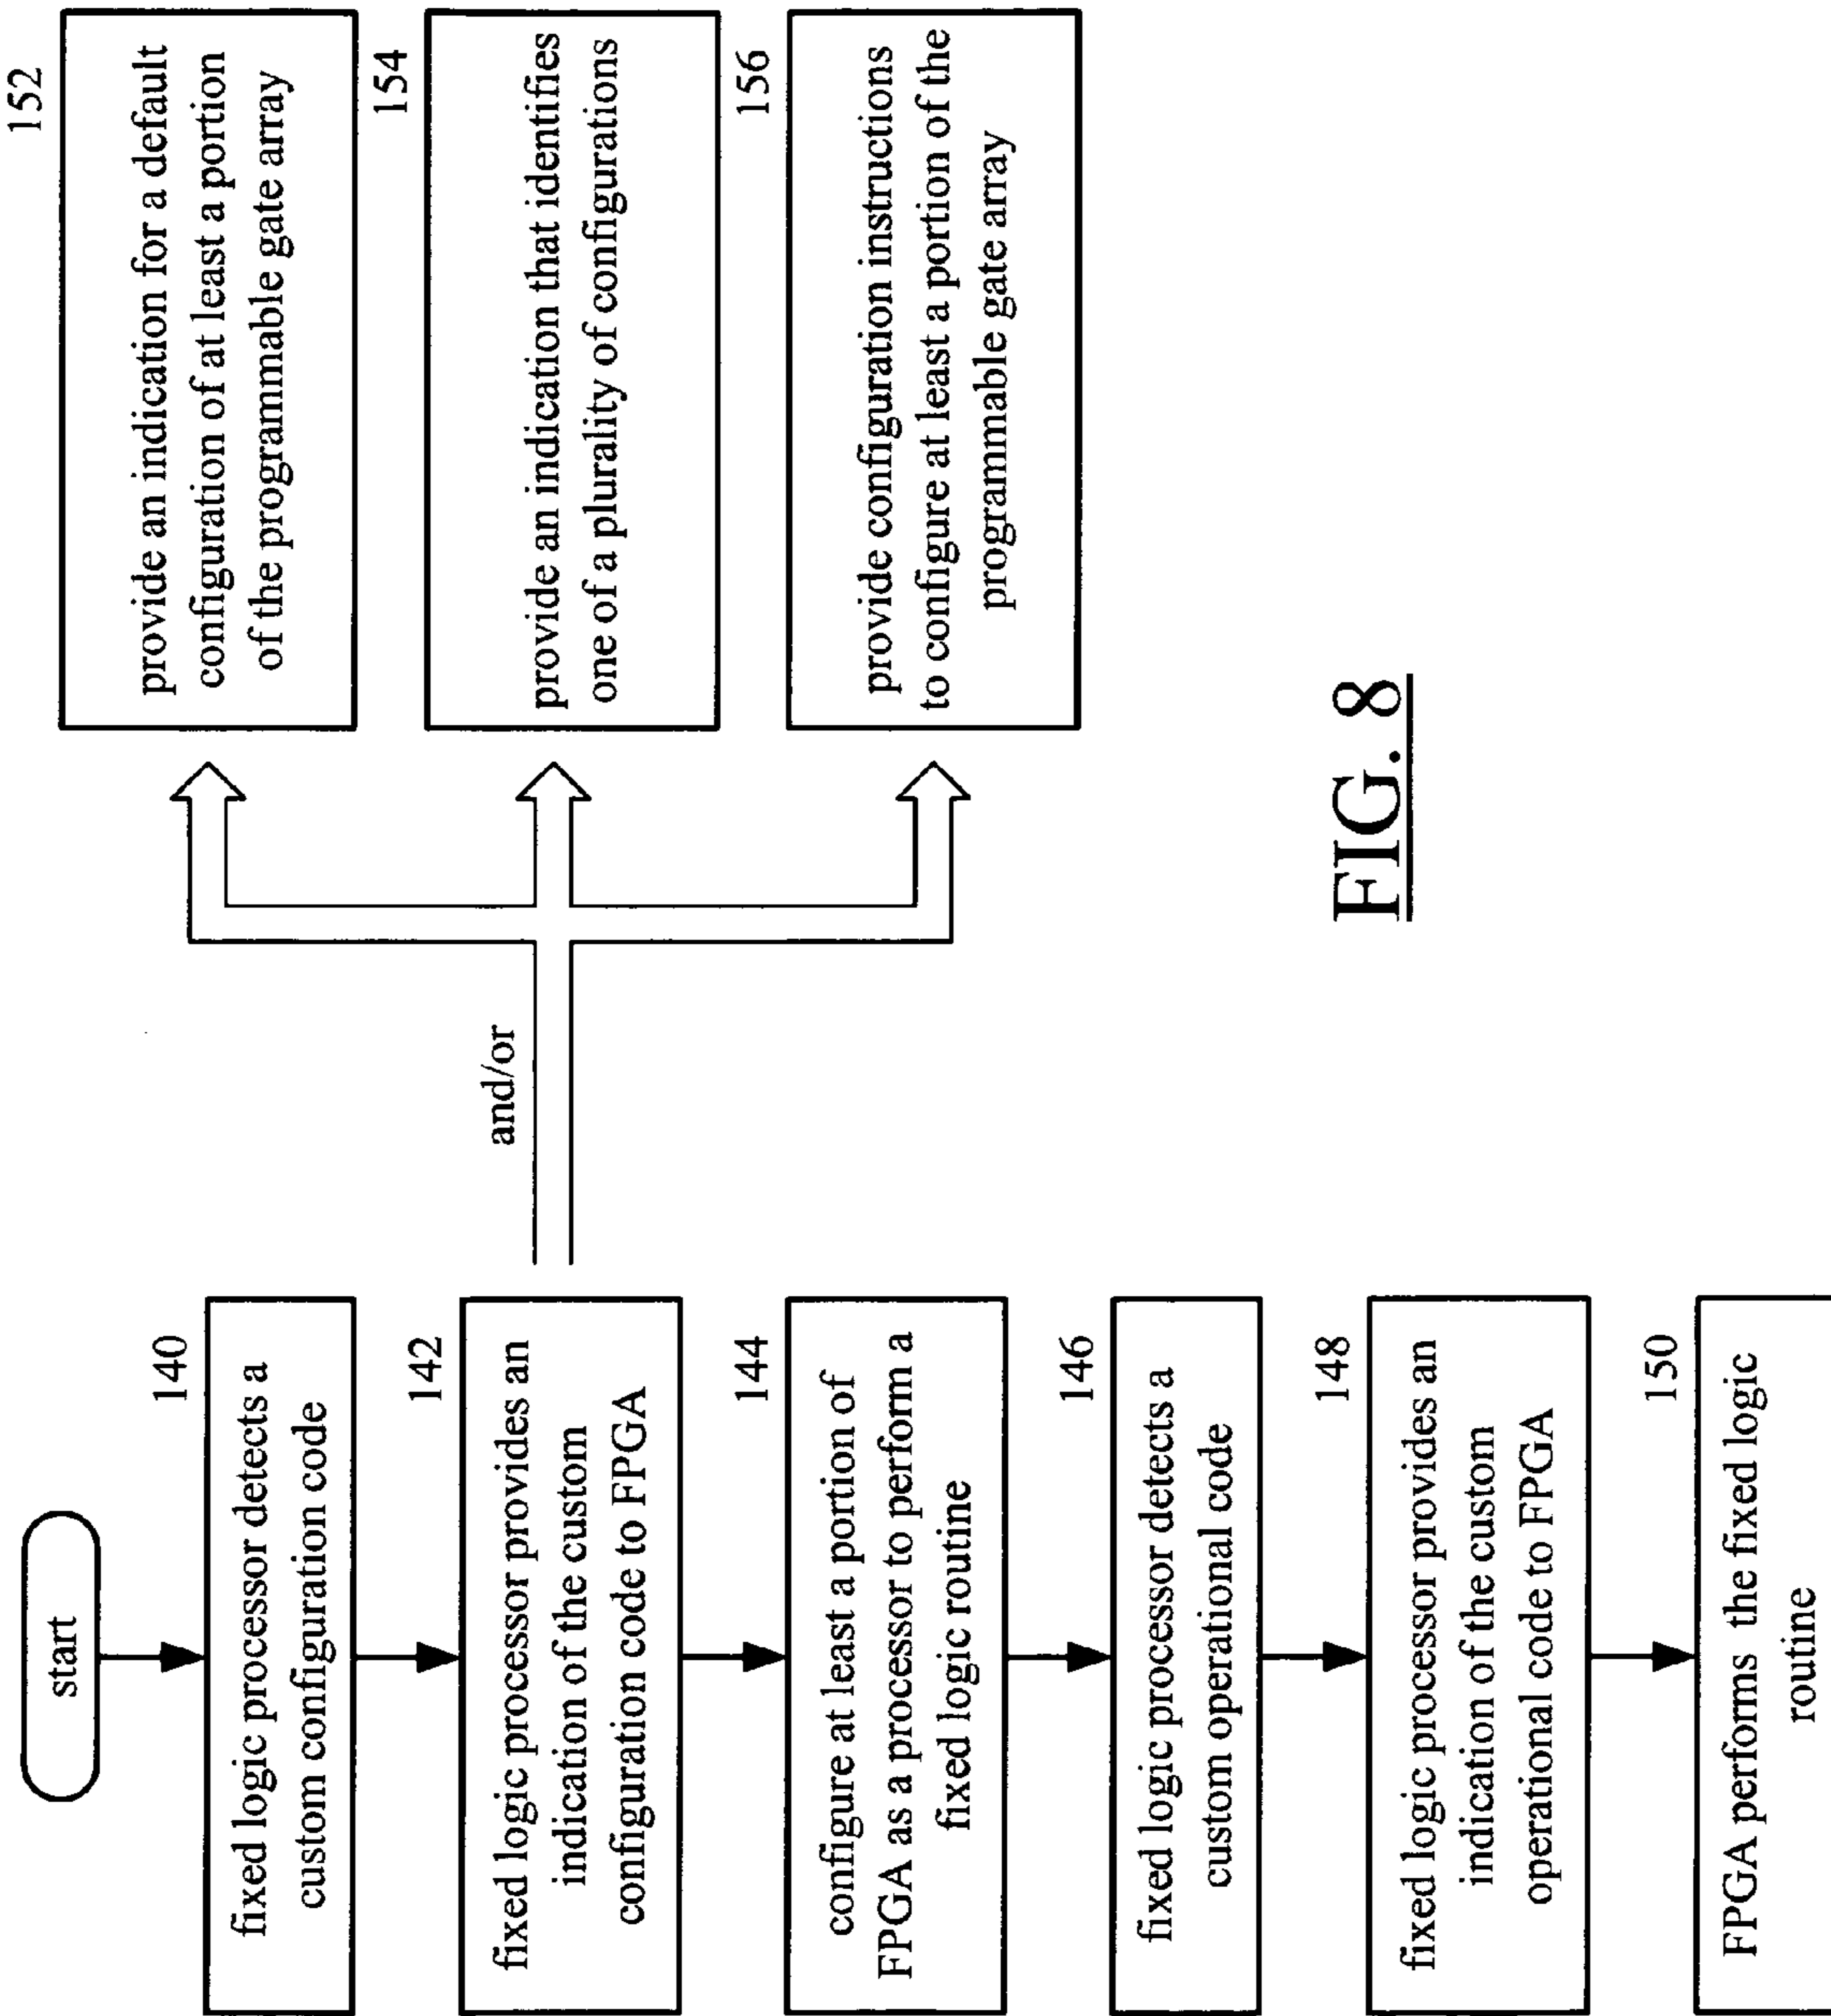 start
140
fixed logic processor detects a
custom configuration code
142
fixed logic processor provides an
indication of the custom
configuration code to FPGA
144
configure at least a portion of
FPGA as a processor to perform a
fixed logic routine
146
fixed logic processor detects a
custom operational code
148
fixed logic processor provides an
indication of the custom
operational code to FPGA
150
FPGA performs the fixed logic
routine
and/or
152
provide an indication for a default
configuration of at least a portion
of the programmable gate array
154
provide an indication that identifies
one of a plurality of configurations
156
provide configuration instructions
to configure at least a portion of the
programmable gate array
FIG. 8